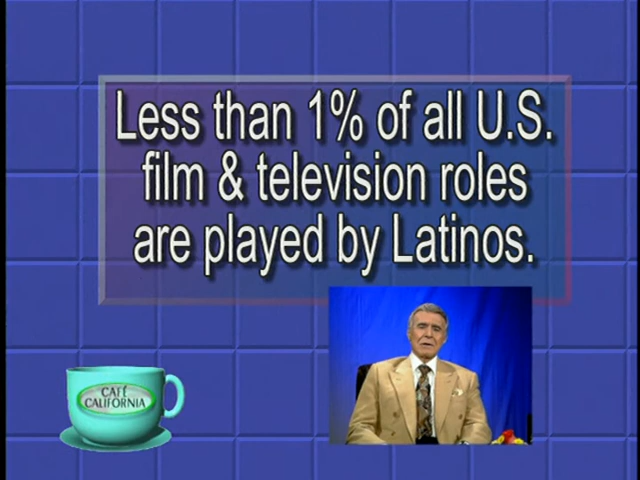 Less than 1% of all U.S.
film & television roles
are played by Latinos.
CAFÉ
CALIFORNIA